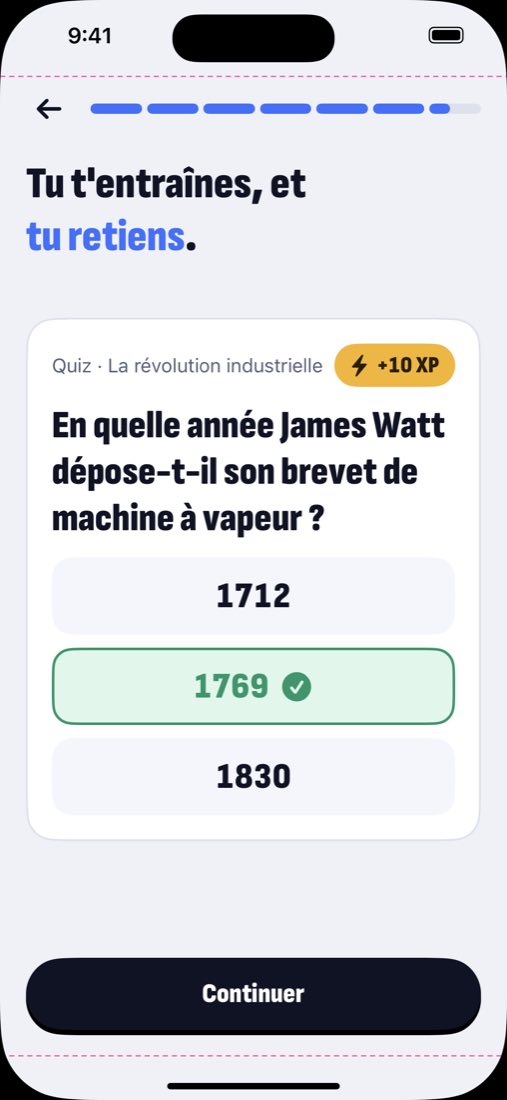 9:41
Tu t'entraînes, et
tu retiens.
Quiz · La révolution industrielle
+10 XP
En quelle année James Watt
dépose-t-il son brevet de
machine à vapeur ?
1712
1769
1830
Continuer